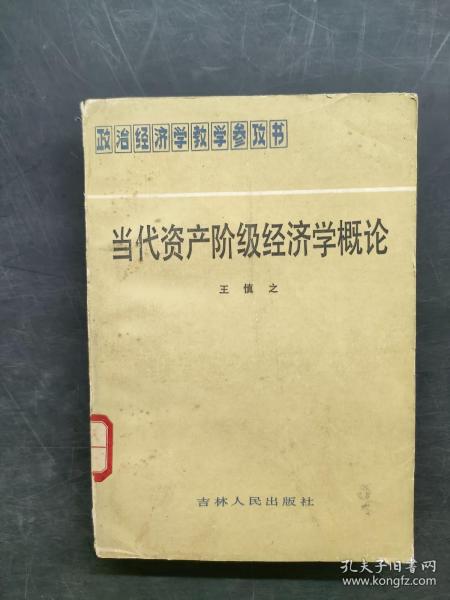 政治经济学教学参攷书
当代资产阶级经济学概论
王慎之
吉林人民出版社
孔夫子旧书网
www.kongfz.com